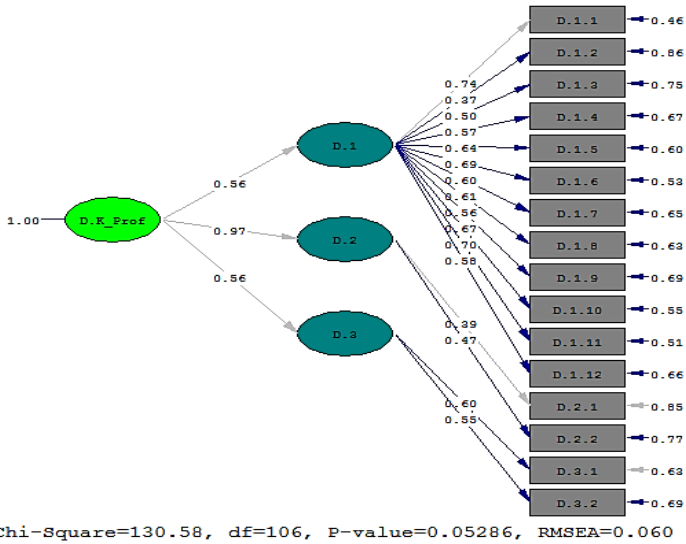 D.1.1 0.46
D.1.2 0.86
D.1.3 0.75
D.1.4 0.67
D.1.5 0.60
D.1.6 0.53
D.1.7 0.65
D.1.8 0.63
D.1.9 0.69
D.1.10 0.55
D.1.11 0.51
D.1.12 0.66
D.2.1 0.85
D.2.2 0.77
D.3.1 0.63
D.3.2 0.69
0.74
0.37
0.50
0.57
0.64
0.69
0.60
0.61
0.56
0.67
0.70
0.58
0.39
0.47
0.60
0.55
D.1
D.2
D.3
0.56
0.97
0.56
1.00
D.K_Prof
Chi-Square=130.58, df=106, P-value=0.05286, RMSEA=0.060